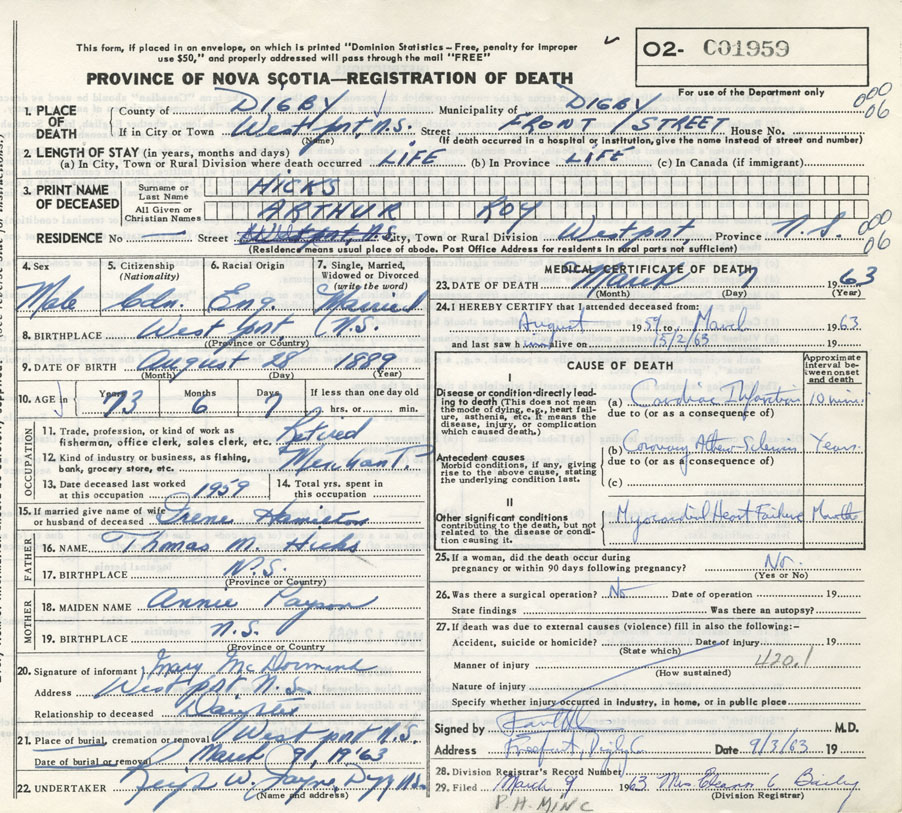 This form, if placed in an envelope, on which is printed "Dominion Statistics – Free, penalty for improper
use $50," and properly addressed will pass through the mail "FREE"
PROVINCE OF NOVA SCOTIA—REGISTRATION OF DEATH
O2- C01959
For use of the Department only
000
06
1. PLACE OF DEATH
County of DIGBY Municipality of DIGBY
If in City or Town Westport, N.S. Street FRONT STREET House No.
(Name) (If death occurred in a hospital or institution, give the name instead of street and number)
2. LENGTH OF STAY (in years, months and days)
(a) In City, Town or Rural Division where death occurred LIFE (b) In Province LIFE (c) In Canada (if immigrant)
3. PRINT NAME OF DECEASED
Surname or Last Name HICKS
All Given or Christian Names ARTHUR ROY
RESIDENCE No — Street Westport, N.S. City, Town or Rural Division Westport, Province N.S.
000
06
(Residence means usual place of abode. Post Office Address for residents in rural parts not sufficient)
4. Sex Male
5. Citizenship (Nationality) Cdn.
6. Racial Origin Eng.
7. Single, Married, Widowed or Divorced (write the word) Married
8. BIRTHPLACE Westport, N.S.
(Province or Country)
9. DATE OF BIRTH August 28 1889
(Month) (Day) (Year)
10. AGE in Years 73 Months 6 Days 7 If less than one day old
hrs. or min.
OCCUPATION
11. Trade, profession, or kind of work as
fisherman, office clerk, sales clerk, etc. Retired
12. Kind of industry or business, as fishing,
bank, grocery store, etc. Merchant
13. Date deceased last worked
at this occupation 1959
14. Total yrs. spent in
this occupation
15. If married give name of wife
or husband of deceased Irene Hamilton
FATHER
16. NAME Thomas M. Hicks
17. BIRTHPLACE N.S.
(Province or Country)
MOTHER
18. MAIDEN NAME Annie Payson
19. BIRTHPLACE N.S.
(Province or Country)
20. Signature of informant Mary McDormand
Address Westport, N.S.
Relationship to deceased Daughter
21. Place of burial, cremation or removal Westport N.S.
Date of burial or removal March 9, 1963
22. UNDERTAKER W. Jayne, Digby N.S.
(Name and address)
MEDICAL CERTIFICATE OF DEATH
23. DATE OF DEATH March 7 1963
(Month) (Day) (Year)
24. I HEREBY CERTIFY that I attended deceased from:
August 1959 to March 1963
and last saw him alive on 15/2/63 19
CAUSE OF DEATH
Approximate interval between onset and death
I
Disease or condition directly leading to death (This does not mean
the mode of dying, e.g., heart failure, asthenia, etc. It means the
disease, injury, or complication
which caused death.)
(a) Cardiac Infarction 10 mins.
due to (or as a consequence of)
Antecedent causes
Morbid conditions, if any, giving
rise to the above cause, stating
the underlying condition last.
(b) Coronary Athero Sclerosis Years.
due to (or as a consequence of)
(c)
II
Other significant conditions
contributing to the death, but not
related to the disease or condition causing it.
Myocardial Heart Failure Months
25. If a woman, did the death occur during
pregnancy or within 90 days following pregnancy? No.
(Yes or No)
26. Was there a surgical operation? No Date of operation 19
State findings Was there an autopsy?
27. If death was due to external causes (violence) fill in also the following:–
Accident, suicide or homicide? Date of injury 19
(State which)
Manner of injury 420.1
(How sustained)
Nature of injury
Specify whether injury occurred in industry, in home, or in public place
Signed by M.D.
Address Freeport, Digby Co Date 9/3/63 19
28. Division Registrar's Record Number
29. Filed March 9 1963 Mrs Bailey
(Division Registrar)
P.H. MINC